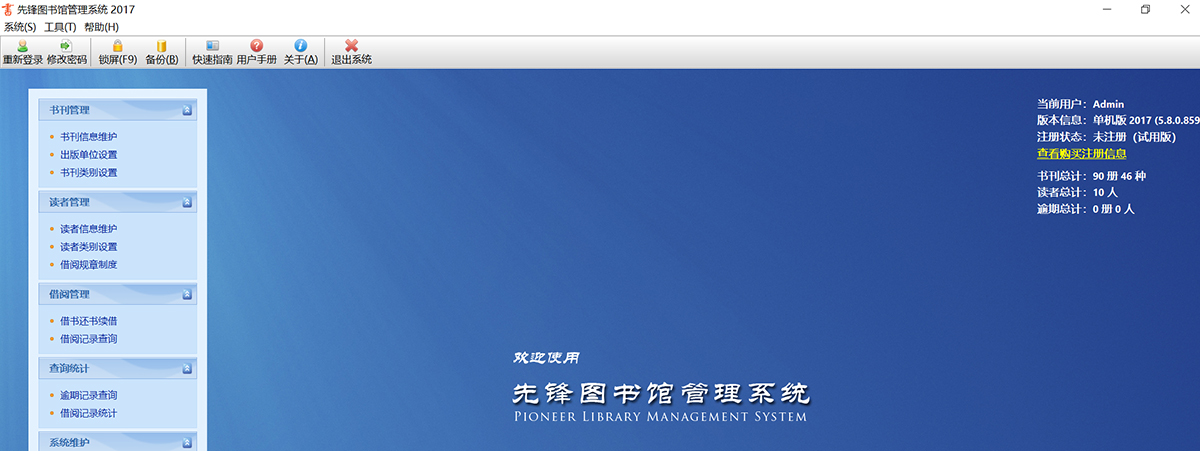 先锋图书馆管理系统 2017
系统(S) 工具(T) 帮助(H)
重新登录 修改密码 锁屏(F9) 备份(B) 快速指南 用户手册 关于(A) 退出系统
书刊管理
书刊信息维护
出版单位设置
书刊类别设置
读者管理
读者信息维护
读者类别设置
借阅规章制度
借阅管理
借书还书续借
借阅记录查询
查询统计
逾期记录查询
借阅记录统计
系统维护
当前用户：Admin
版本信息：单机版 2017 (5.8.0.859
注册状态：未注册（试用版）
查看购买注册信息
书刊总计：90 册 46 种
读者总计：10 人
逾期总计：0 册 0 人
欢迎使用
先锋图书馆管理系统
PIONEER LIBRARY MANAGEMENT SYSTEM